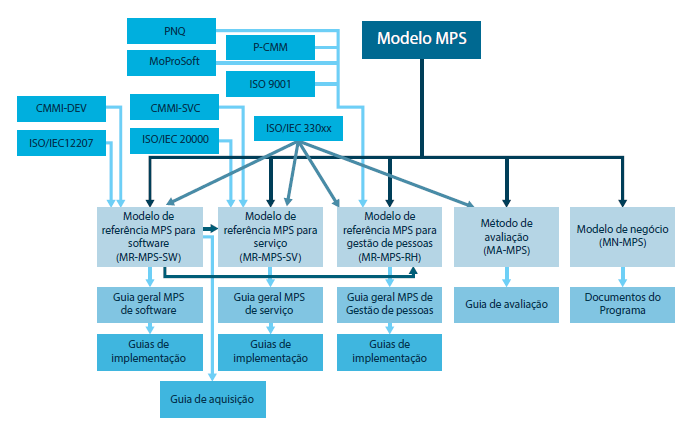 PNQ
Modelo MPS
P-CMM
MoProSoft
ISO 9001
CMMI-DEV
CMMI-SVC
ISO/IEC 330xx
ISO/IEC12207
ISO/IEC 20000
Modelo de
referência MPS para
software
(MR-MPS-SW)
Modelo de
referência MPS para
serviço
(MR-MPS-SV)
Modelo de
referência MPS para
gestão de pessoas
(MR-MPS-RH)
Método de
avaliação
(MA-MPS)
Modelo de negócio
(MN-MPS)
Guia geral MPS
de software
Guia geral MPS
de serviço
Guia geral MPS de
Gestão de pessoas
Guia de avaliação
Documentos do
Programa
Guias de
implementação
Guias de
implementação
Guias de
implementação
Guia de aquisição